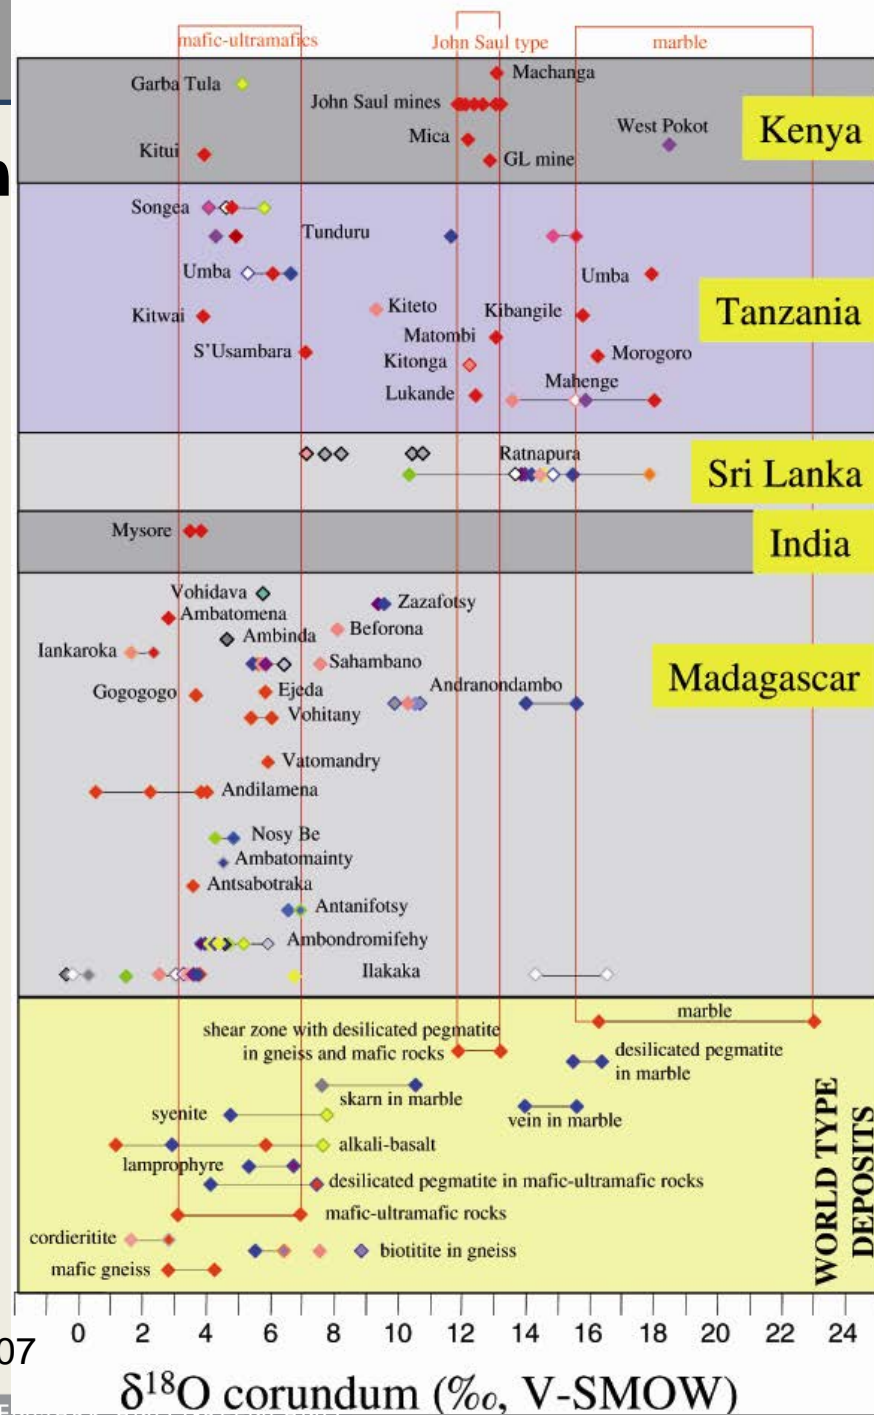 mafic-ultramafics
John Saul type
marble
Garba Tula
Machanga
John Saul mines
Mica
West Pokot
Kenya
Kitui
GL mine
n
Songea
Tunduru
Umba
Umba
Kiteto
Kibangile
Tanzania
Kitwai
Matombi
S'Usambara
Morogoro
Kitonga
Mahenge
Lukande
Ratnapura
Sri Lanka
Mysore
India
Vohidava
Zazafotsy
Ambatomena
Beforona
Ambinda
Iankaroka
Sahambano
Madagascar
Andranondambo
Gogogogo
Ejeda
Vohitany
Vatomandry
Andilamena
Nosy Be
Ambatomainty
Antsabotraka
Antanifotsy
Ambondromifehy
Ilakaka
marble
shear zone with desilicated pegmatite
in gneiss and mafic rocks
desilicated pegmatite
in marble
skarn in marble
syenite
vein in marble
alkali-basalt
lamprophyre
desilicated pegmatite in mafic-ultramafic rocks
mafic-ultramafic rocks
cordieritite
biotitite in gneiss
mafic gneiss
WORLD TYPE
DEPOSITS
0 2 4 6 8 10 12 14 16 18 20 22 24
07
δ18O corundum (‰, V-SMOW)